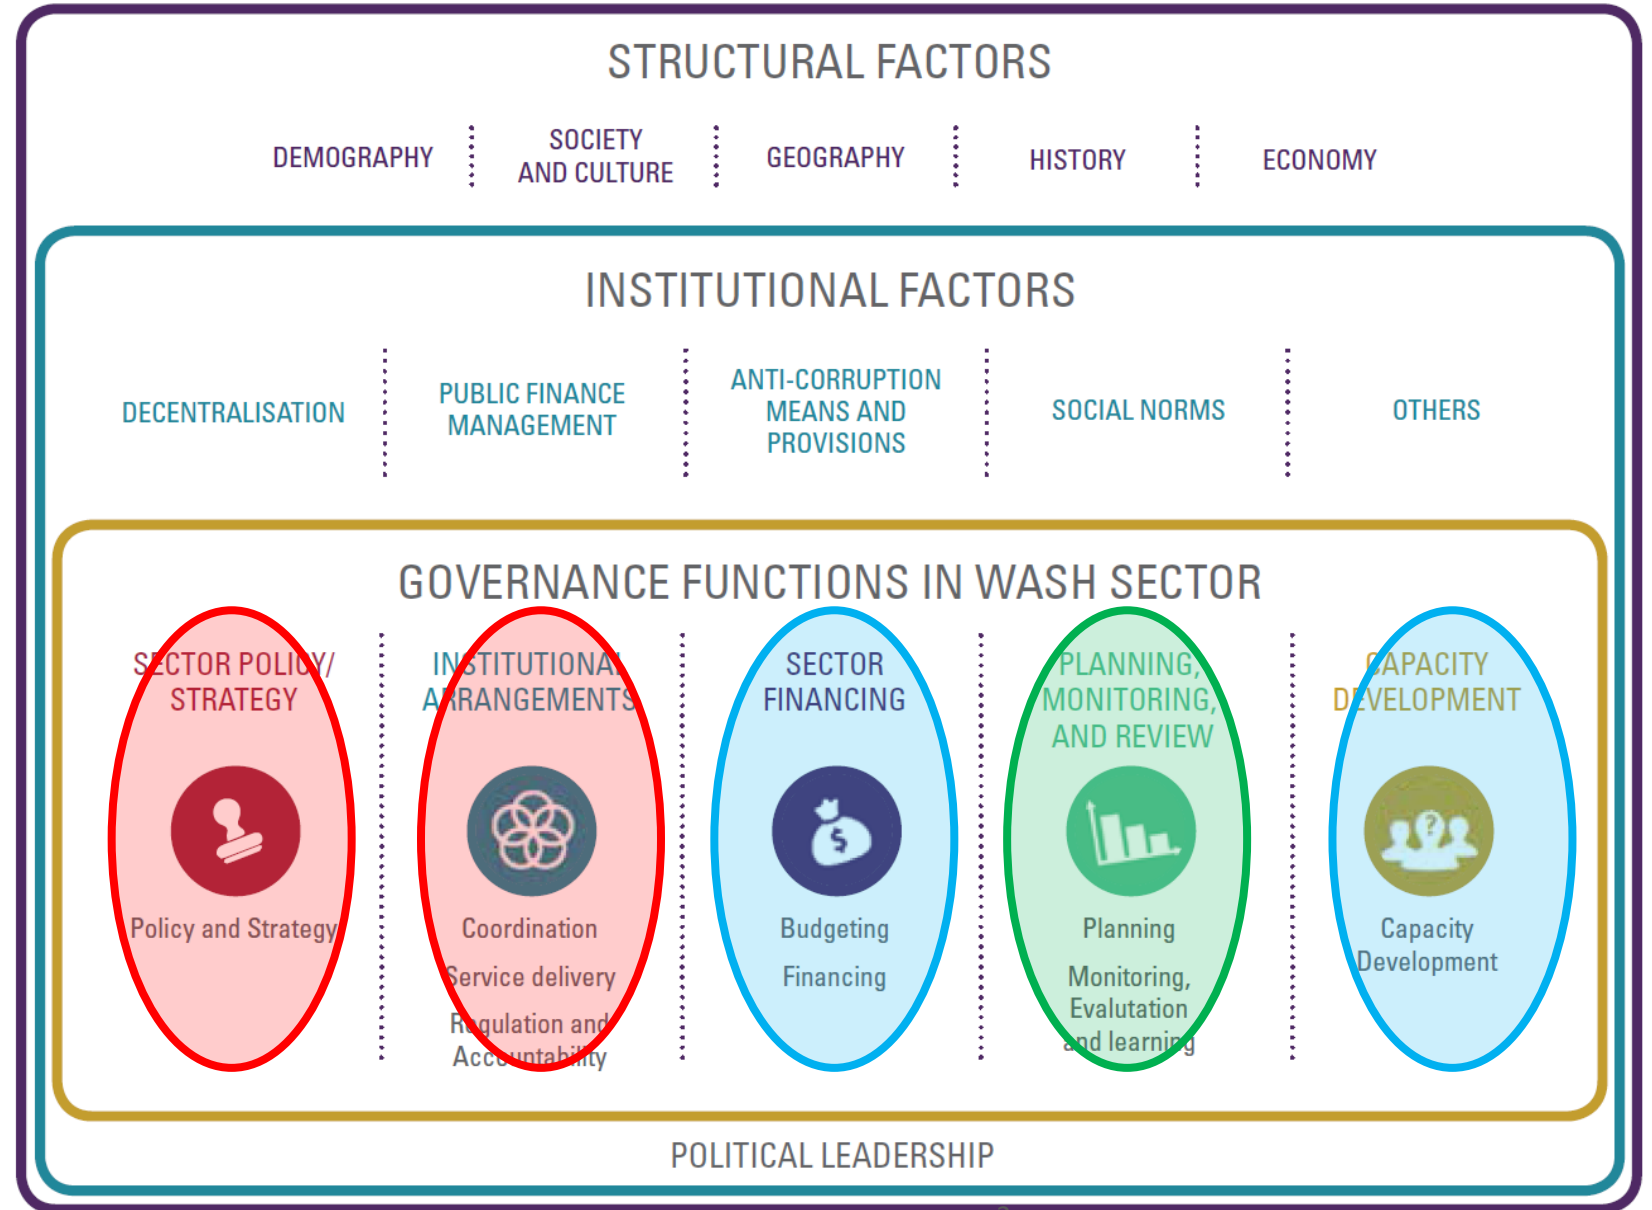 STRUCTURAL FACTORS
DEMOGRAPHY
SOCIETY
AND CULTURE
GEOGRAPHY
HISTORY
ECONOMY
INSTITUTIONAL FACTORS
DECENTRALISATION
PUBLIC FINANCE
MANAGEMENT
ANTI-CORRUPTION
MEANS AND
PROVISIONS
SOCIAL NORMS
OTHERS
GOVERNANCE FUNCTIONS IN WASH SECTOR
SECTOR POLICY/
STRATEGY
Policy and Strategy
INSTITUTIONAL
ARRANGEMENTS
Coordination
Service delivery
Regulation and
Accountability
SECTOR
FINANCING
$
Budgeting
Financing
PLANNING,
MONITORING,
AND REVIEW
Planning
Monitoring,
Evalutation
and learning
CAPACITY
DEVELOPMENT
?
Capacity
Development
POLITICAL LEADERSHIP